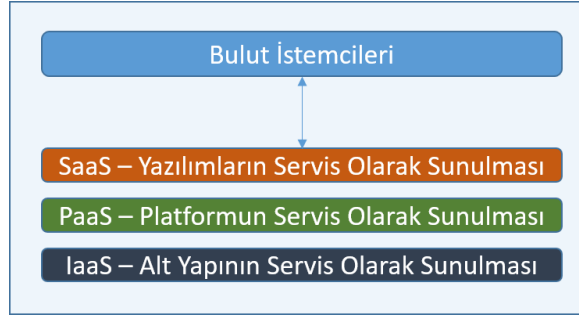 Bulut İstemcileri
SaaS – Yazılımların Servis Olarak Sunulması
PaaS – Platformun Servis Olarak Sunulması
IaaS – Alt Yapının Servis Olarak Sunulması